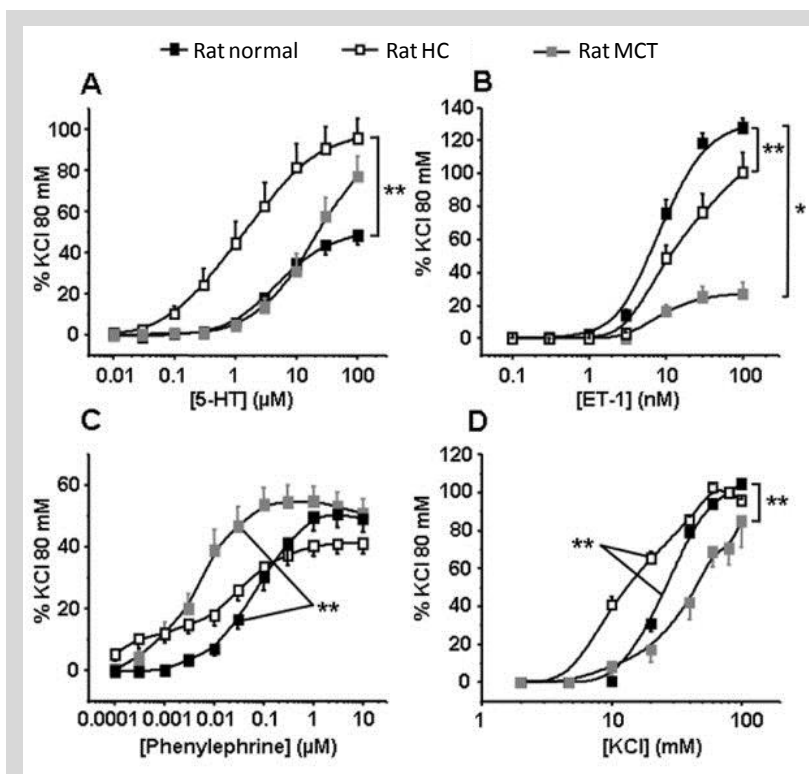 Rat normal Rat HC Rat MCT
A
100
80
60
40
20
0
% KCl 80 mM
**
0.01 0.1 1 10 100
[5-HT] (µM)
B
140
120
100
80
60
40
20
0
% KCl 80 mM
**
*
0.1 1 10 100
[ET-1] (nM)
C
60
40
20
0
% KCl 80 mM
**
0.0001 0.001 0.01 0.1 1 10
[Phenylephrine] (µM)
D
120
100
80
60
40
20
0
% KCl 80 mM
**
**
1 10 100
[KCl] (mM)